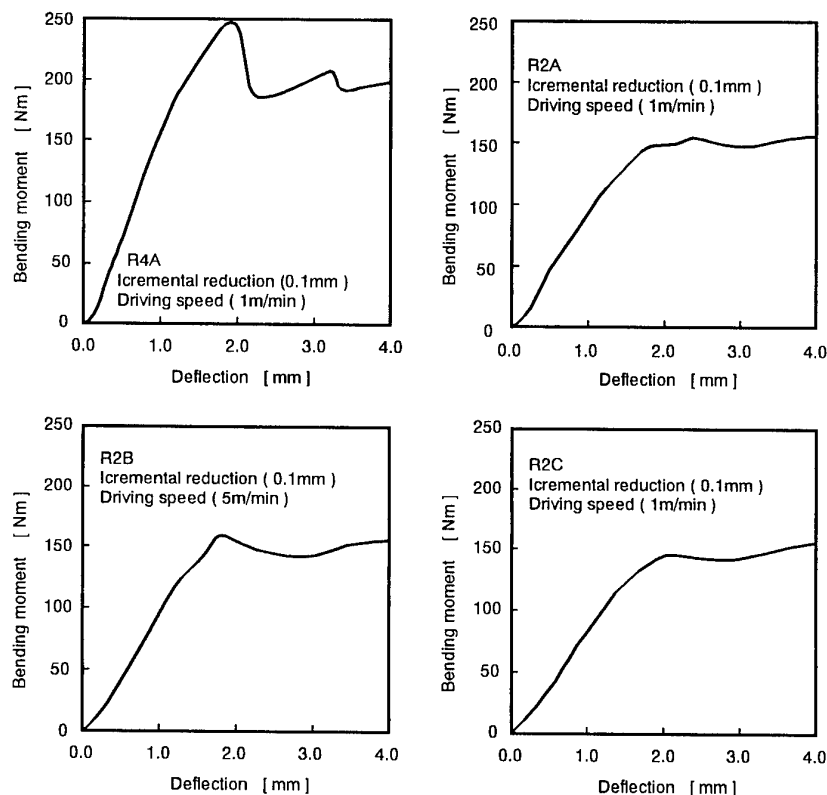 250
200
150
100
50
0
Bending moment [ Nm]
R4A
Icremental reduction (0.1mm )
Driving speed ( 1m/min )
0.0 1.0 2.0 3.0 4.0
Deflection [ mm ]
250
200
150
100
50
0
Bending moment [ Nm]
R2A
Icremental reduction ( 0.1mm )
Driving speed ( 1m/min )
0.0 1.0 2.0 3.0 4.0
Deflection [ mm ]
250
200
150
100
50
0
Bending moment [ Nm]
R2B
Icremental reduction ( 0.1mm )
Driving speed ( 5m/min )
0.0 1.0 2.0 3.0 4.0
Deflection [ mm ]
250
200
150
100
50
0
Bending moment [ Nm]
R2C
Icremental reduction ( 0.1mm )
Driving speed ( 1m/min )
0.0 1.0 2.0 3.0 4.0
Deflection [ mm ]